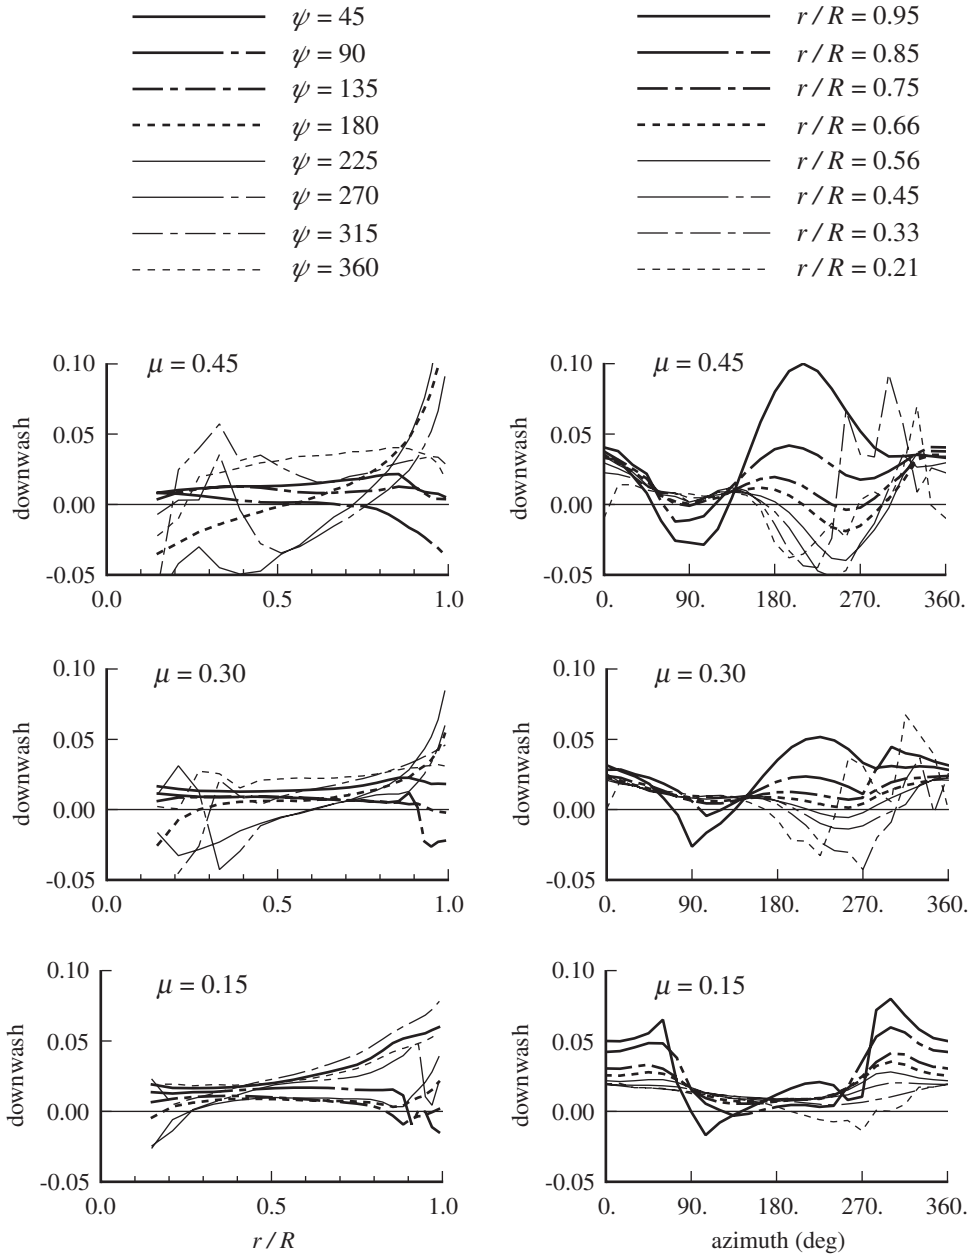 ψ = 45
ψ = 90
ψ = 135
ψ = 180
ψ = 225
ψ = 270
ψ = 315
ψ = 360
r / R = 0.95
r / R = 0.85
r / R = 0.75
r / R = 0.66
r / R = 0.56
r / R = 0.45
r / R = 0.33
r / R = 0.21
μ = 0.45
downwash
0.10
0.05
0.00
-0.05
0.0
0.5
1.0
μ = 0.45
downwash
0.10
0.05
0.00
-0.05
0.
90.
180.
270.
360.
μ = 0.30
downwash
0.10
0.05
0.00
-0.05
0.0
0.5
1.0
μ = 0.30
downwash
0.10
0.05
0.00
-0.05
0.
90.
180.
270.
360.
μ = 0.15
downwash
0.10
0.05
0.00
-0.05
0.0
0.5
1.0
r / R
μ = 0.15
downwash
0.10
0.05
0.00
-0.05
0.
90.
180.
270.
360.
azimuth (deg)